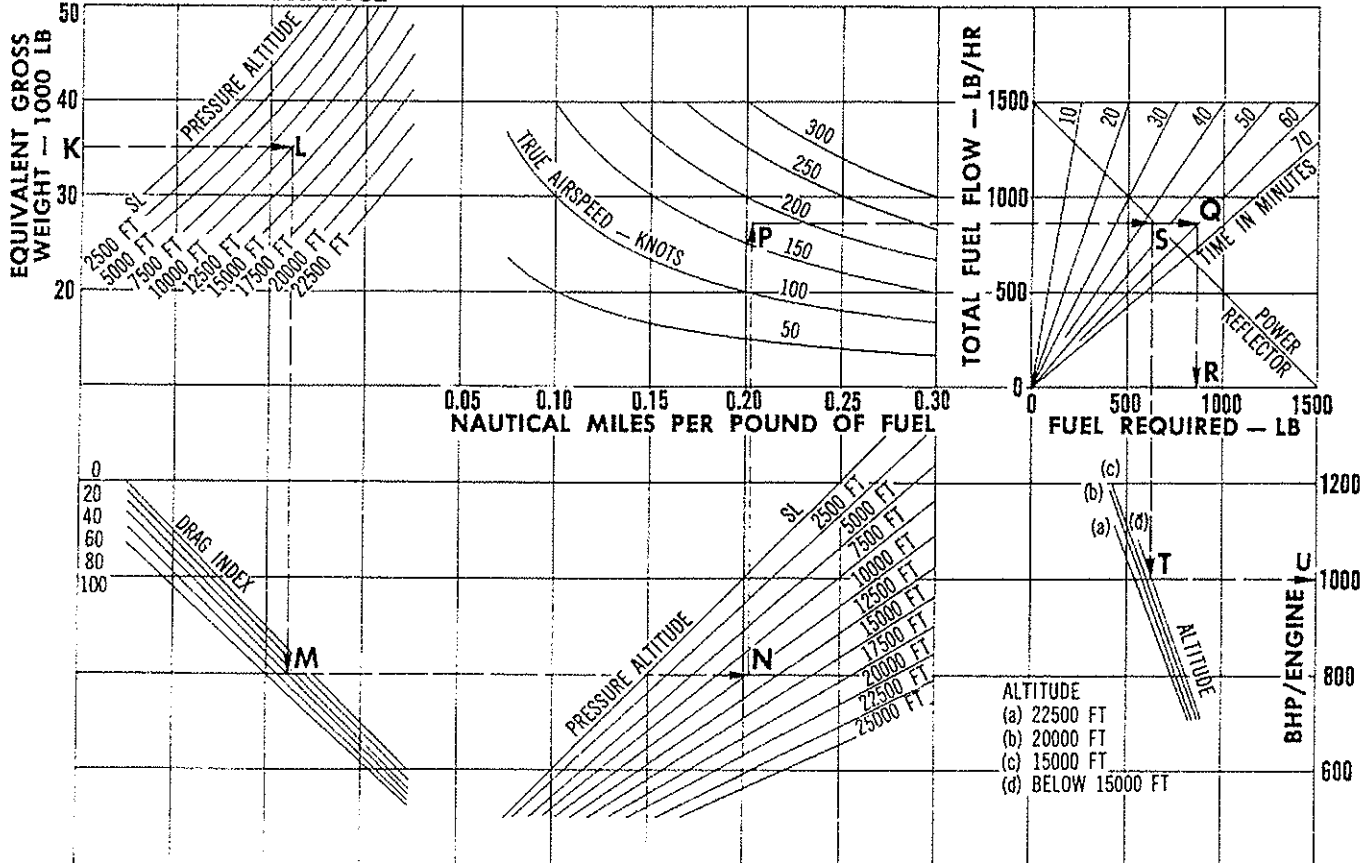 50
EQUIVALENT GROSS
WEIGHT — 1000 LB
40
K
30
20
PRESSURE ALTITUDE
L
SL
2500 FT
5000 FT
7500 FT
10000 FT
12500 FT
15000 FT
17500 FT
20000 FT
22500 FT
TRUE AIRSPEED — KNOTS
300
250
200
150
100
50
P
0.05
0.10
0.15
0.20
0.25
0.30
NAUTICAL MILES PER POUND OF FUEL
TOTAL FUEL FLOW — LB/HR
1500
1000
500
0
10
20
30
40
50
60
70
TIME IN MINUTES
Q
S
POWER
REFLECTOR
R
0
500
1000
1500
FUEL REQUIRED — LB
0
20
40
60
80
100
DRAG INDEX
M
PRESSURE ALTITUDE
N
SL
2500 FT
5000 FT
7500 FT
10000 FT
12500 FT
15000 FT
17500 FT
20000 FT
22500 FT
25000 FT
(c)
(b)
(a)
(d)
T
U
ALTITUDE
1200
1000
800
600
BHP/ENGINE
ALTITUDE
(a) 22500 FT
(b) 20000 FT
(c) 15000 FT
(d) BELOW 15000 FT